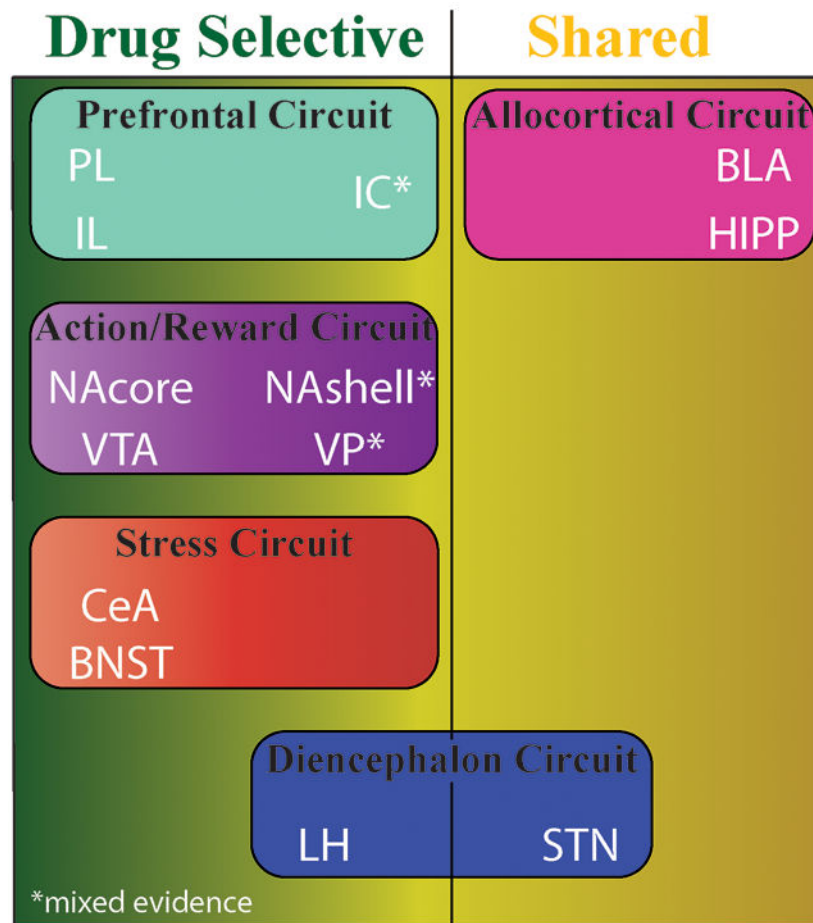 Drug Selective
Shared
Prefrontal Circuit
PL
IC*
IL
Allocortical Circuit
BLA
HIPP
Action/Reward Circuit
NAcore
NAshell*
VTA
VP*
Stress Circuit
CeA
BNST
Diencephalon Circuit
LH
STN
*mixed evidence